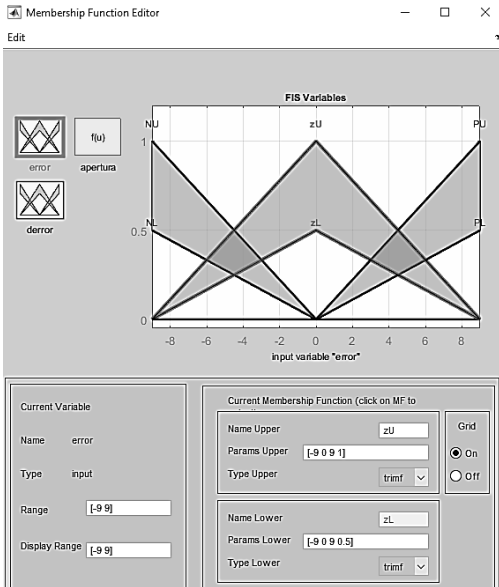 Membership Function Editor
Edit
FIS Variables
f(u)
error
apertura
derror
NU
zU
PU
1
NL
zL
PL
0.5
0
-8 -6 -4 -2 0 2 4 6 8
input variable "error"
Current Variable
Name error
Type input
Range [-9 9]
Display Range [-9 9]
Current Membership Function (click on MF to
Name Upper zU
Params Upper [-9 0 9 1]
Type Upper trimf
Name Lower zL
Params Lower [-9 0 9 0.5]
Type Lower trimf
Grid
On
Off